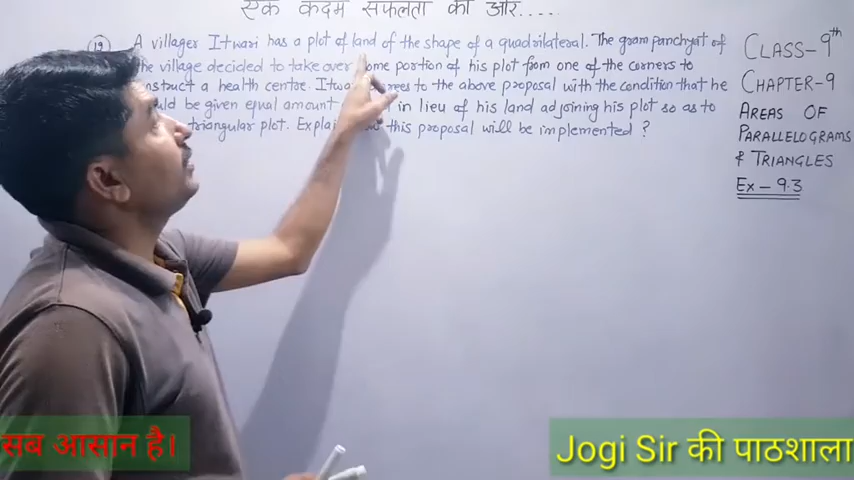 एक कदम सफलता की ओर.....
(12) A villager Itwari has a plot of land of the shape of a quadrilateral. The gram panchyat of
the village decided to take over some portion of his plot from one of the corners to
construct a health centre. Itwari agrees to the above proposal with the condition that he
be given equal amount in lieu of his land adjoining his plot so as to
triangular plot. Explain this proposal will be implemented ?
CLASS-9th
CHAPTER-9
AREAS OF
PARALLELOGRAMS
& TRIANGLES
Ex-9.3
सब आसान है।
Jogi Sir की पाठशाला